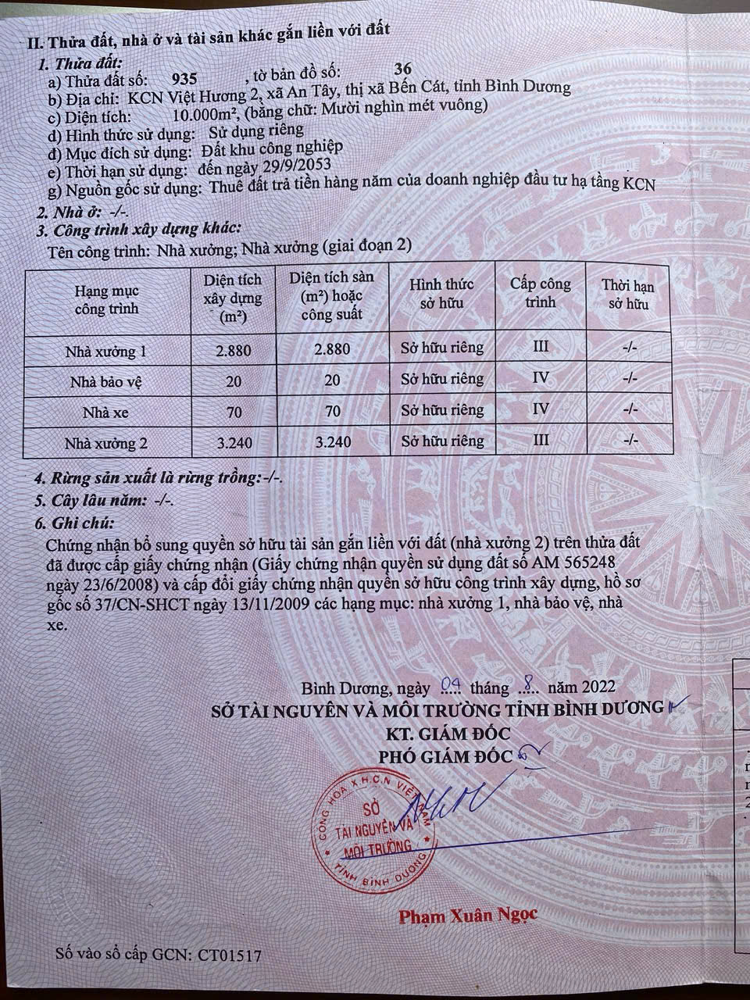 II. Thửa đất, nhà ở và tài sản khác gắn liền với đất
1. Thửa đất:
a) Thửa đất số: 935 , tờ bản đồ số: 36
b) Địa chỉ: KCN Việt Hương 2, xã An Tây, thị xã Bến Cát, tỉnh Bình Dương
c) Diện tích: 10.000m², (bằng chữ: Mười nghìn mét vuông)
d) Hình thức sử dụng: Sử dụng riêng
đ) Mục đích sử dụng: Đất khu công nghiệp
e) Thời hạn sử dụng: đến ngày 29/9/2053
g) Nguồn gốc sử dụng: Thuê đất trả tiền hàng năm của doanh nghiệp đầu tư hạ tầng KCN
2. Nhà ở: -/-.
3. Công trình xây dựng khác:
Tên công trình: Nhà xưởng; Nhà xưởng (giai đoạn 2)
Hạng mục công trình | Diện tích xây dựng (m²) | Diện tích sàn (m²) hoặc công suất | Hình thức sở hữu | Cấp công trình | Thời hạn sở hữu
Nhà xưởng 1 | 2.880 | 2.880 | Sở hữu riêng | III | -/-
Nhà bảo vệ | 20 | 20 | Sở hữu riêng | IV | -/-
Nhà xe | 70 | 70 | Sở hữu riêng | IV | -/-
Nhà xưởng 2 | 3.240 | 3.240 | Sở hữu riêng | III | -/-
4. Rừng sản xuất là rừng trồng:-/-.
5. Cây lâu năm: -/-.
6. Ghi chú:
Chứng nhận bổ sung quyền sở hữu tài sản gắn liền với đất (nhà xưởng 2) trên thửa đất
đã được cấp giấy chứng nhận (Giấy chứng nhận quyền sử dụng đất số AM 565248
ngày 23/6/2008) và cấp đổi giấy chứng nhận quyền sở hữu công trình xây dựng, hồ sơ
gốc số 37/CN-SHCT ngày 13/11/2009 các hạng mục: nhà xưởng 1, nhà bảo vệ, nhà
xe.
Bình Dương, ngày 04 tháng 8 năm 2022
SỞ TÀI NGUYÊN VÀ MÔI TRƯỜNG TỈNH BÌNH DƯƠNG
KT. GIÁM ĐỐC
PHÓ GIÁM ĐỐC
CỘNG HÒA X.H.C.N VIỆT NAM
SỞ
TÀI NGUYÊN VÀ
MÔI TRƯỜNG
TỈNH BÌNH DƯƠNG
Phạm Xuân Ngọc
Số vào sổ cấp GCN: CT01517